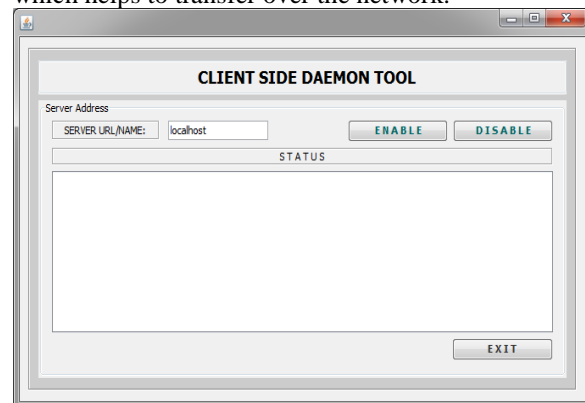 which helps to transfer over the network.
CLIENT SIDE DAEMON TOOL
Server Address
SERVER URL/NAME: localhost ENABLE DISABLE
STATUS
EXIT